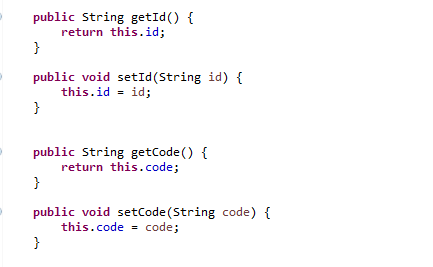 public String getId() {
return this.id;
}
public void setId(String id) {
this.id = id;
}
public String getCode() {
return this.code;
}
public void setCode(String code) {
this.code = code;
}